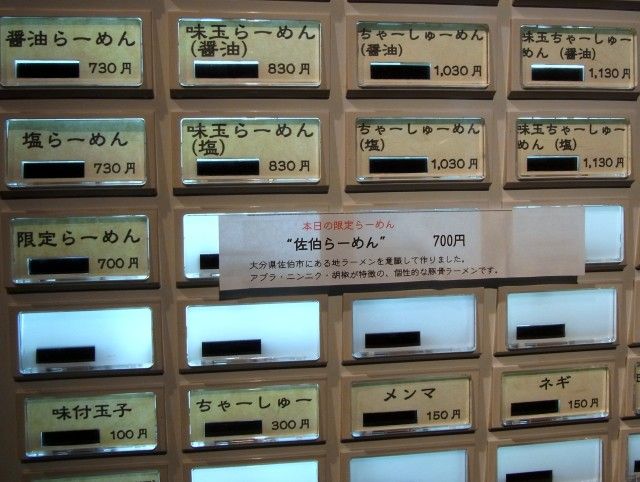 醤油らーめん
730円
味玉らーめん
(醤油)
830円
ちゃーしゅーめん
(醤油)
1,030円
味玉ちゃーしゅー
めん (醤油)
1,130円
塩らーめん
730円
味玉らーめん
(塩)
830円
ちゃーしゅーめん
(塩)
1,030円
味玉ちゃーしゅー
めん (塩)
1,130円
限定らーめん
700円
本日の限定らーめん
“佐伯らーめん” 700円
大分県佐伯市にある地ラーメンを意識して作りました。
アブラ・ニンニク・胡椒が特徴の、個性的な豚骨ラーメンです。
味付玉子
100円
ちゃーしゅー
300円
メンマ
150円
ネギ
150円